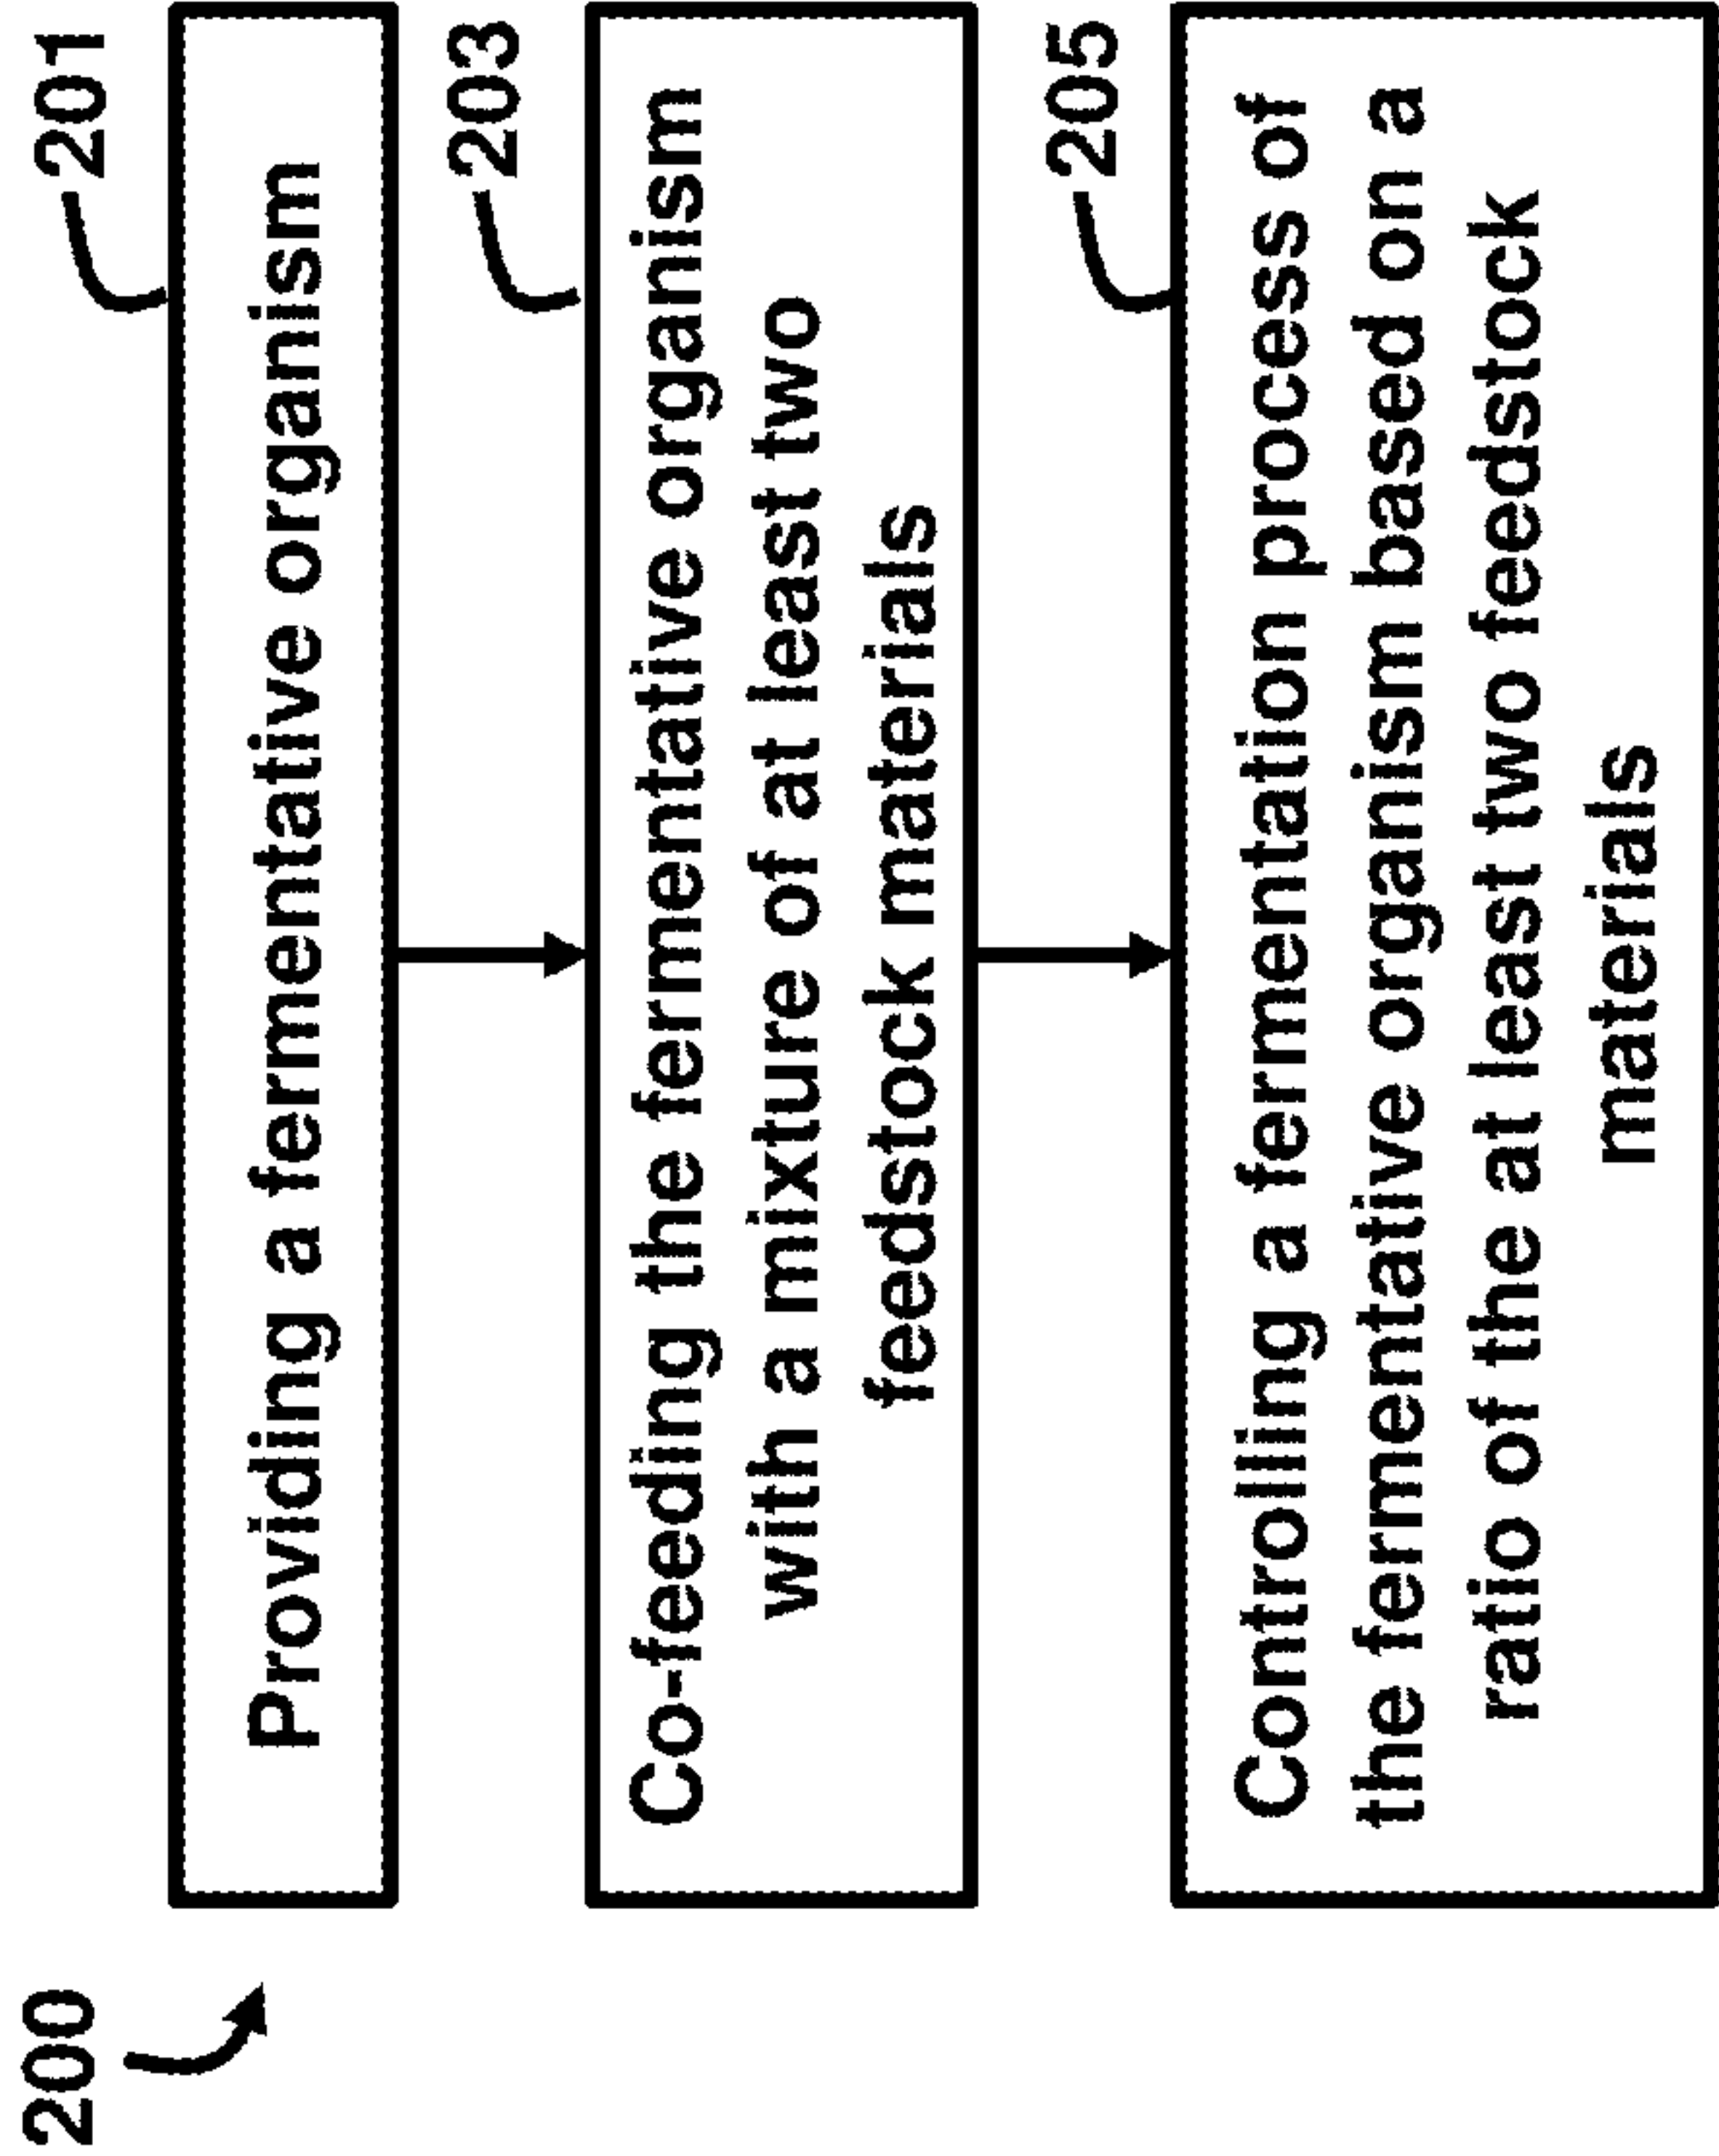 200
201
Providing a fermentative organism
203
Co-feeding the fermentative organism
with a mixture of at least two
feedstock materials
205
Controlling a fermentation process of
the fermentative organism based on a
ratio of the at least two feedstock
materials